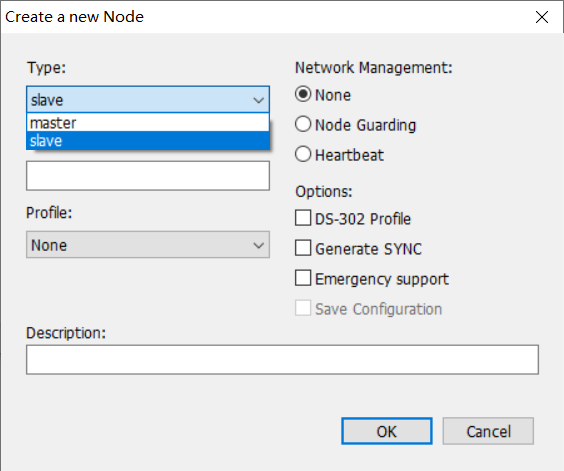 Create a new Node
Type:
slave
master
slave
Profile:
None
Network Management:
None
Node Guarding
Heartbeat
Options:
DS-302 Profile
Generate SYNC
Emergency support
Save Configuration
Description:
OK
Cancel